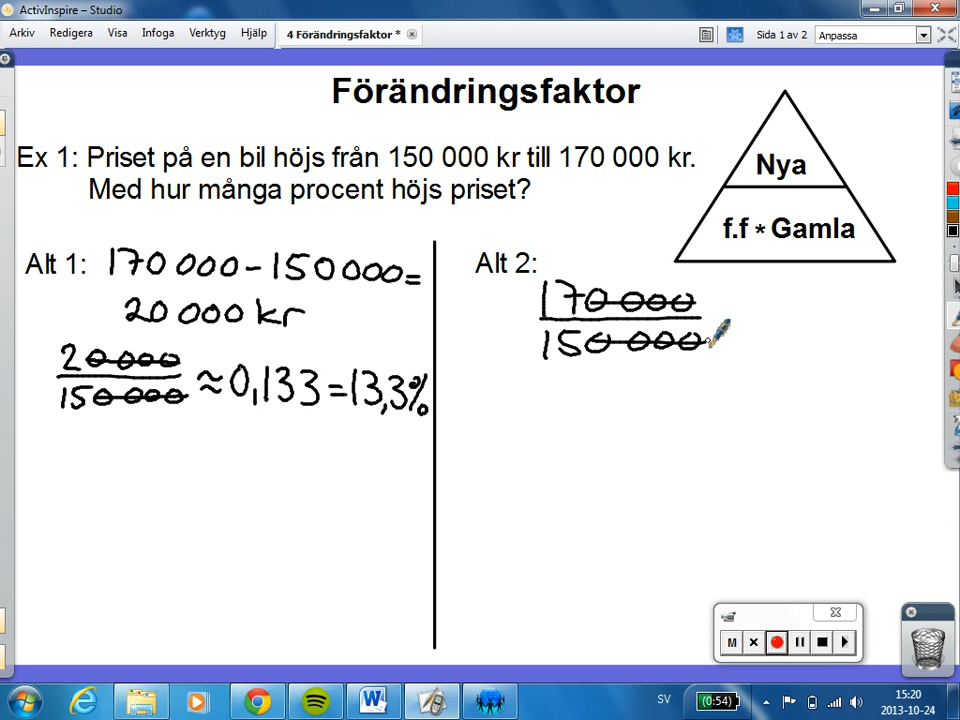 ActivInspire – Studio
Arkiv Redigera Visa Infoga Verktyg Hjälp 4 Förändringsfaktor * Sida 1 av 2 Anpassa
Förändringsfaktor
Ex 1: Priset på en bil höjs från 150 000 kr till 170 000 kr.
Med hur många procent höjs priset?
Nya
f.f * Gamla
Alt 1: 170 000 - 150 000 =
20 000 kr
20 000
150 000
≈ 0,133 = 13,3%
Alt 2:
170 000
150 000
M
SV (0:54) 15:20
2013-10-24